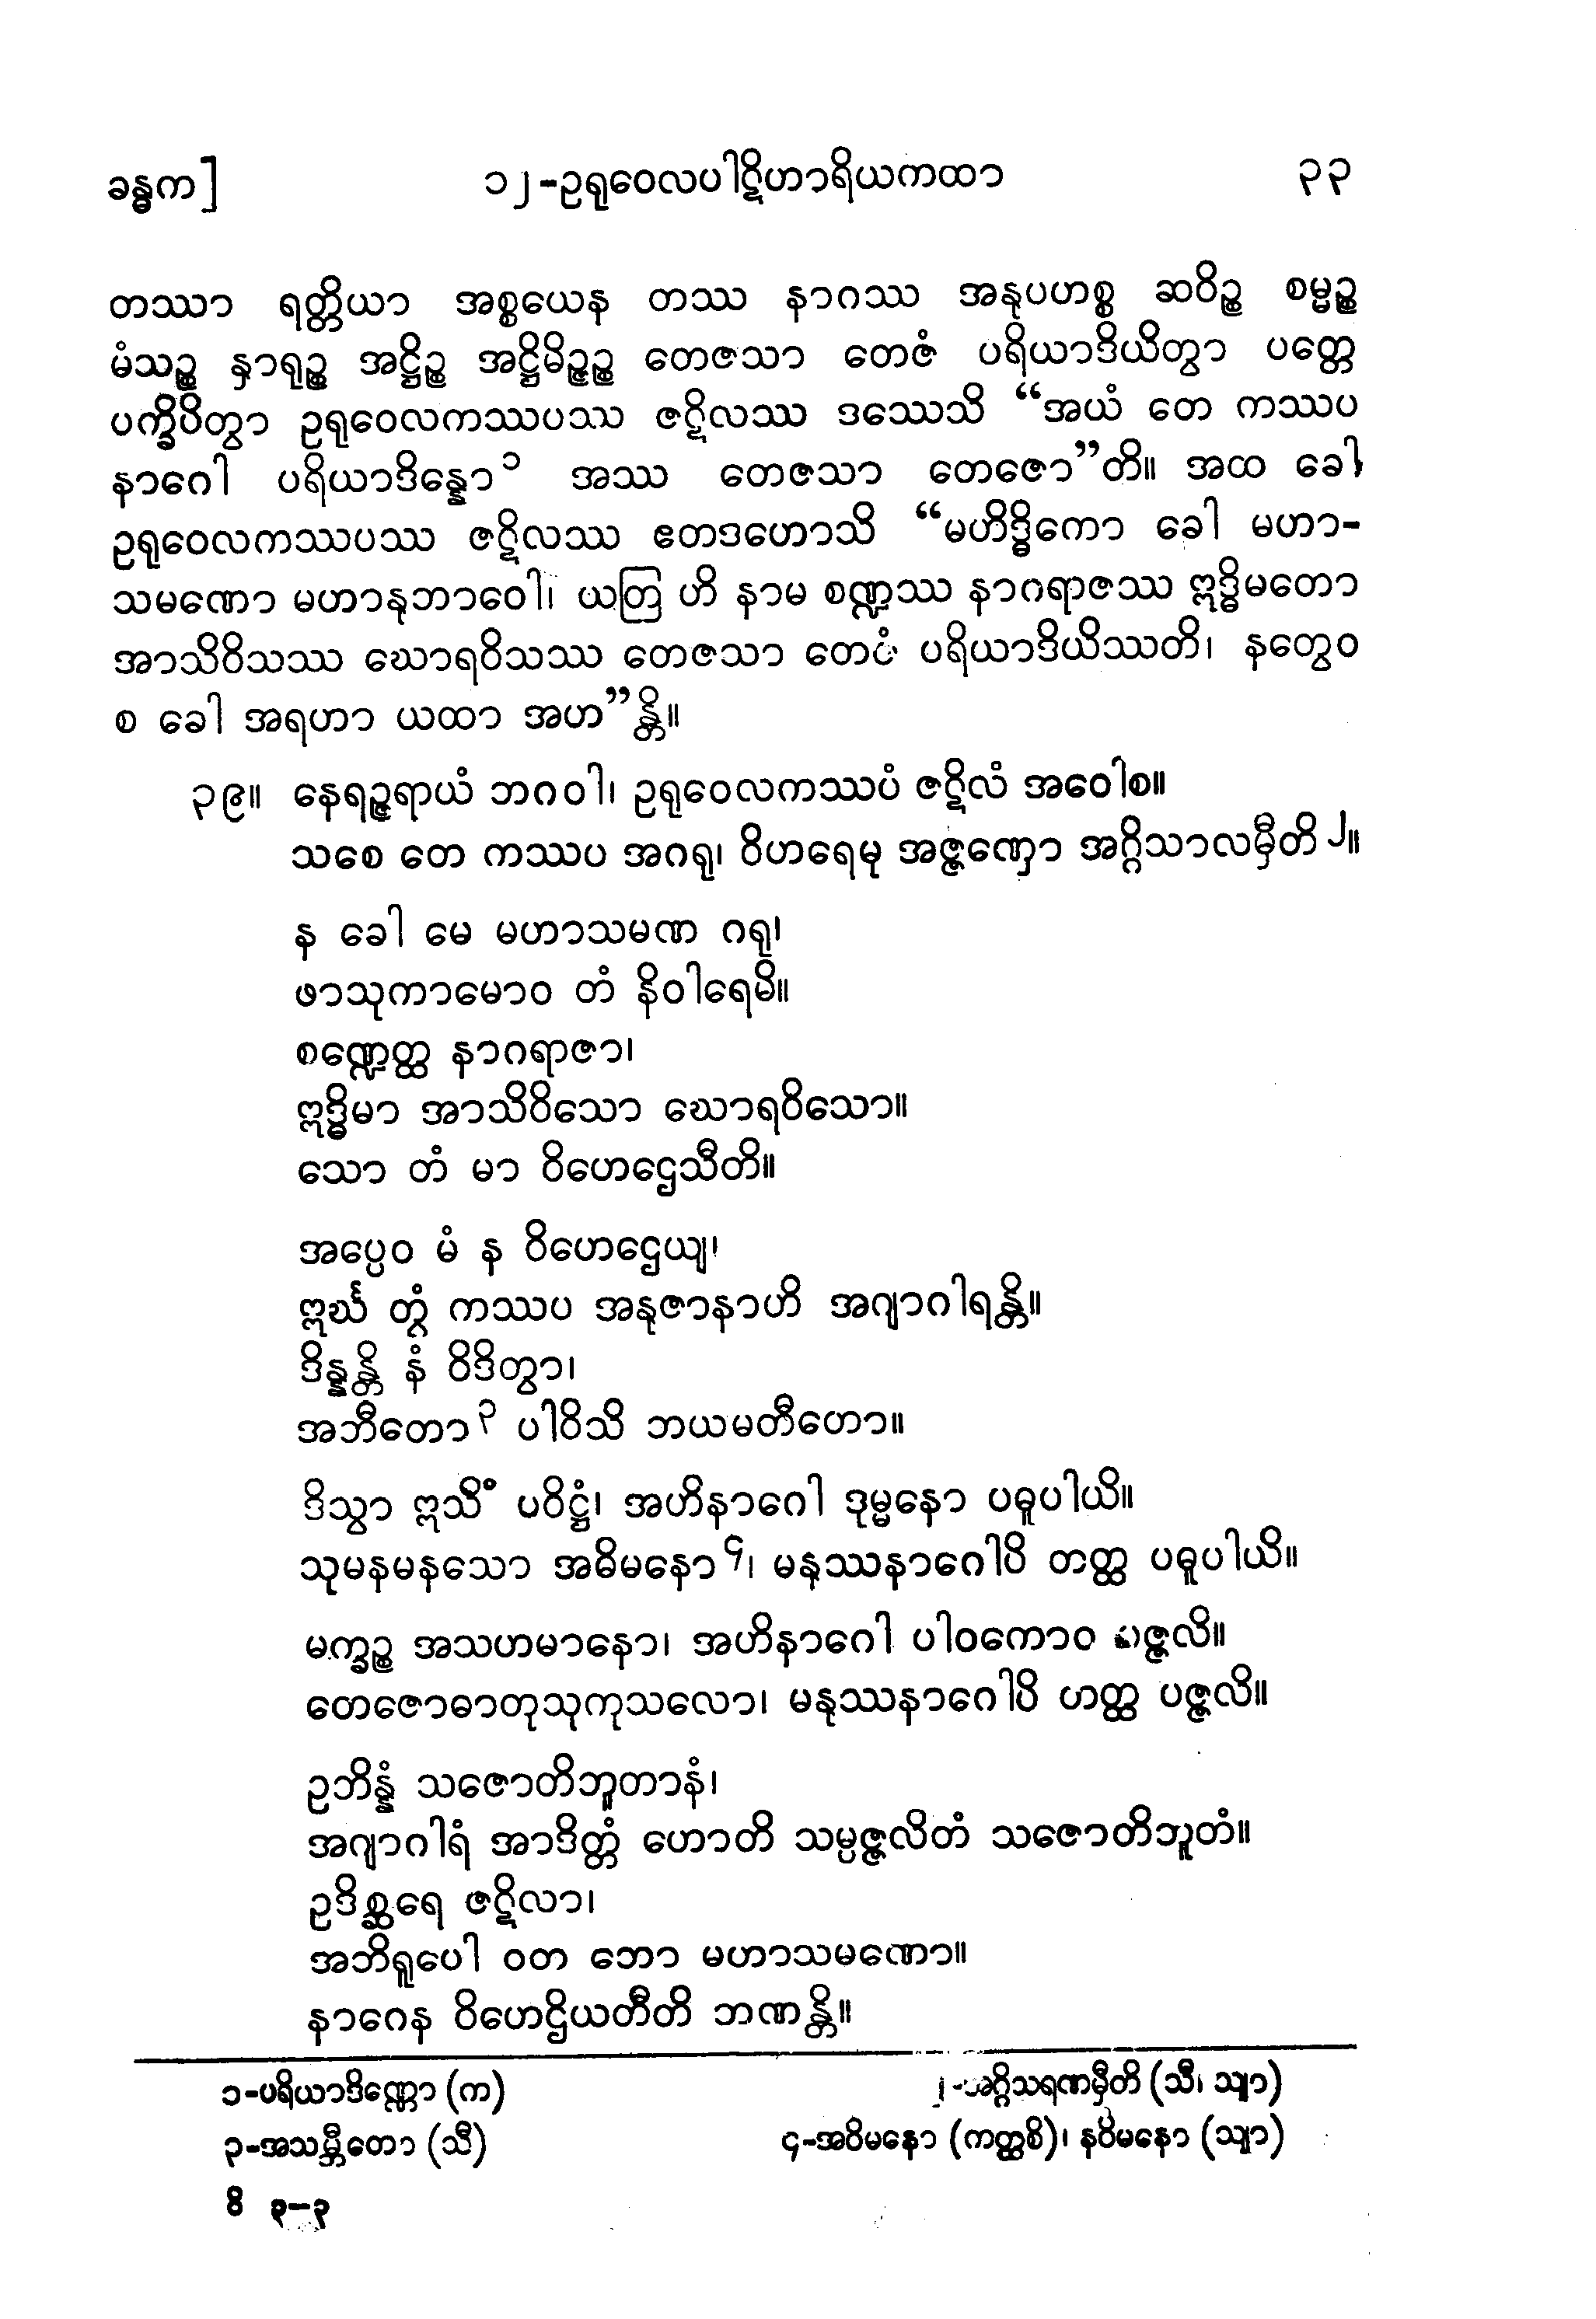 ခန္ဓက]	၁၂-ဥရုဝေလပါဋိဟာရိယကထာ	၃၃
တဿာ ရတ္တိယာ အစ္စယေန တဿ နာဂဿ အနုပဟစ္စ ဆဝိဉ္စ စမ္မဉ္စ
မံသဉ္စ နှာရုဉ္စ အဋ္ဌိဉ္စ အဋ္ဌိမိဉ္ဇဉ္စ တေဇသာ တေဇံ ပရိယာဒိယိတွာ ပတ္တေ
ပက္ခိပိတွာ ဥရုဝေလကဿပဿ ဇဋိလဿ ဒဿေသိ “အယံ တေ ကဿပ
နာဂေါ ပရိယာဒိန္နော၁ အဿ တေဇသာ တေဇော”တိ။ အထ ခေါ
ဥရုဝေလကဿပဿ ဇဋိလဿ ဧတဒဟောသိ “မဟိဒ္ဓိကော ခေါ မဟာ-
သမဏော မဟာနုဘာဝေါ၊ ယတြ ဟိ နာမ စဏ္ဍဿ နာဂရာဇဿ ဣဒ္ဓိမတော
အာသိဝိသဿ ဃောရဝိသဿ တေဇသာ တေဇံ ပရိယာဒိယိဿတိ၊ နတွေဝ
စ ခေါ အရဟာ ယထာ အဟ”န္တိ။
၃၉။ နေရဉ္ဇရာယံ ဘဂဝါ၊ ဥရုဝေလကဿပံ ဇဋိလံ အဝေါစ။
သစေ တေ ကဿပ အဂရု၊ ဝိဟရေမု အဇ္ဇဏှော အဂ္ဂိသာလမှီတိ၂။
န ခေါ မေ မဟာသမဏ ဂရု၊
ဖာသုကာမောဝ တံ နိဝါရေမိ။
စဏ္ဍေတ္ထ နာဂရာဇာ၊
ဣဒ္ဓိမာ အာသိဝိသော ဃောရဝိသော။
သော တံ မာ ဝိဟေဌေသီတိ။
အပ္ပေဝ မံ န ဝိဟေဌေယျ၊
ဣင်္ဃ တွံ ကဿပ အနုဇာနာဟိ အဂျာဂါရန္တိ။
ဒိန္နန္တိ နံ ဝိဒိတွာ၊
အဘီတော၃ ပါဝိသိ ဘယမတီတော။
ဒိသွာ ဣသိံ ပဝိဋ္ဌံ၊ အဟိနာဂေါ ဒုမ္မနော ပဓူပါယိ။
သုမနမနသော အဓိမနော၄၊ မနုဿနာဂေါပိ တတ္ထ ပဓူပါယိ။
မက္ခဉ္စ အသဟမာနော၊ အဟိနာဂေါ ပါဝကောဝ ပဇ္ဇလိ။
တေဇောဓာတုသုကုသလော၊ မနုဿနာဂေါပိ တတ္ထ ပဇ္ဇလိ။
ဥဘိန္နံ သဇောတိဘူတာနံ၊
အဂျာဂါရံ အာဒိတ္တံ ဟောတိ သမ္ပဇ္ဇလိတံ သဇောတိဘူတံ။
ဥဒိစ္ဆရေ ဇဋိလာ၊
အဘိရူပေါ ဝတ ဘော မဟာသမဏော။
နာဂေန ဝိဟေဌိယတီတိ ဘဏန္တိ။
၁-ပရိယာဒိဏ္ဏော (က)	၂-အဂ္ဂိသရဏမှီတိ (သီ၊ သျာ)
၃-အသမ္ဘီတော (သီ)	၄-အဝိမနော (ကတ္ထစိ)၊ နဝိမနော (သျာ)
ဝိ ၃-၃